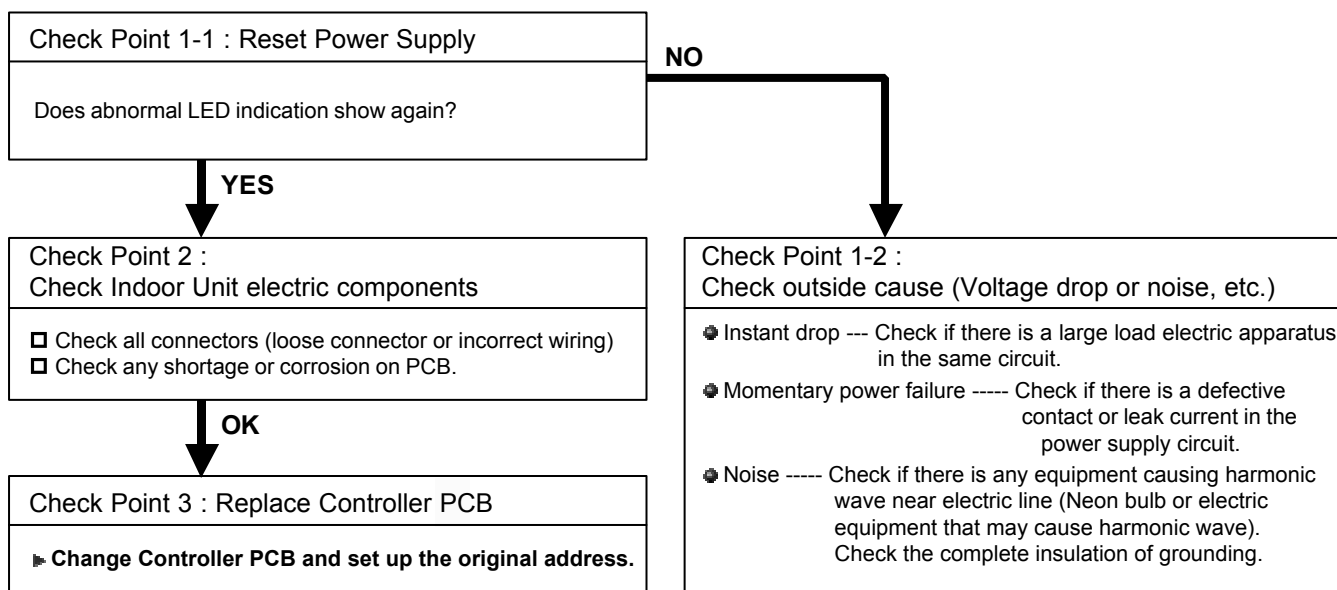 Check Point 1-1 : Reset Power Supply
Does abnormal LED indication show again?
NO
YES
Check Point 2 :
Check Indoor Unit electric components
Check all connectors (loose connector or incorrect wiring)
Check any shortage or corrosion on PCB.
OK
Check Point 3 : Replace Controller PCB
Change Controller PCB and set up the original address.
Check Point 1-2 :
Check outside cause (Voltage drop or noise, etc.)
Instant drop --- Check if there is a large load electric apparatus
in the same circuit.
Momentary power failure ----- Check if there is a defective
contact or leak current in the
power supply circuit.
Noise ----- Check if there is any equipment causing harmonic
wave near electric line (Neon bulb or electric
equipment that may cause harmonic wave).
Check the complete insulation of grounding.